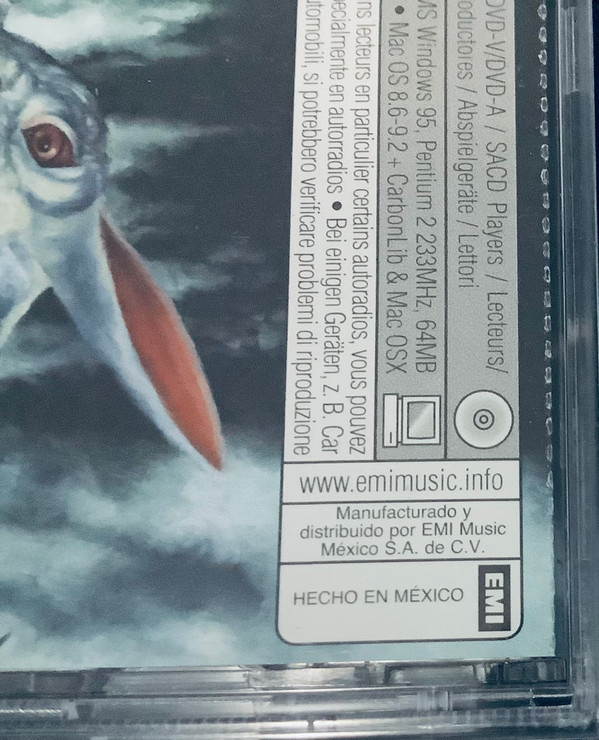 DVD-V/DVD-A / SACD Players / Lecteurs/
oductores / Abspielgeräte / Lettori
MS Windows 95, Pentium 2 233MHz, 64MB
• Mac OS 8.6-9.2 + CarbonLib & Mac OSX
ns lecteurs en particulier certains autoradios, vous pouvez
ecialmente en autorradios • Bei einigen Geräten, z. B. Car
utomobili, si potrebbero verificare problemi di riproduzione
www.emimusic.info
Manufacturado y
distribuido por EMI Music
México S.A. de C.V.
HECHO EN MÉXICO
EMI